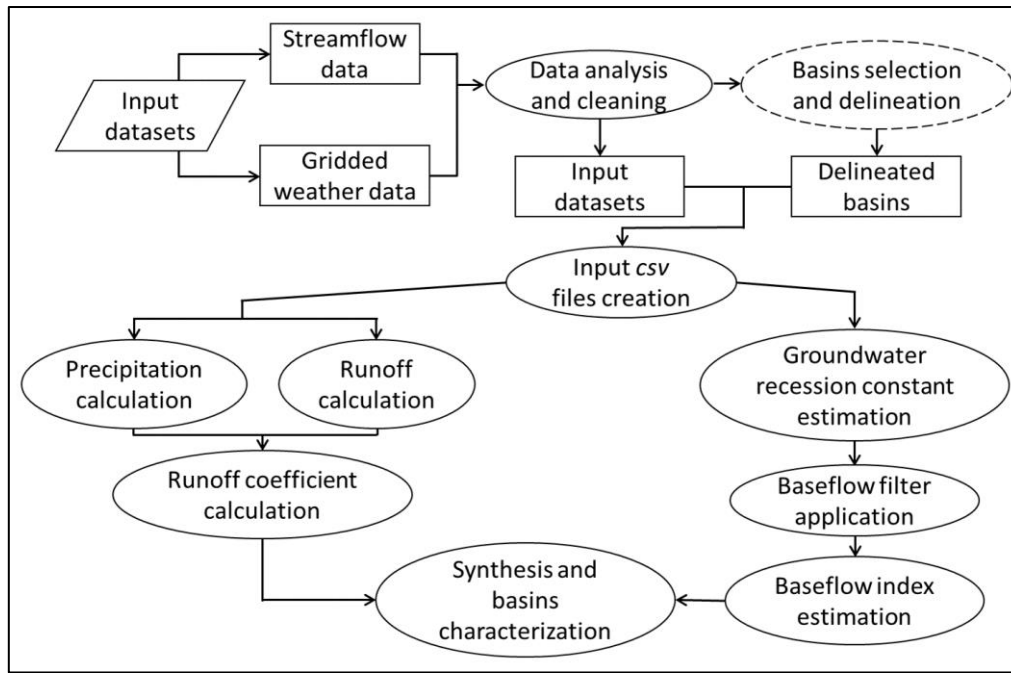 Streamflow
data
Input
datasets
Gridded
weather data
Data analysis
and cleaning
Basins selection
and delineation
Input
datasets
Delineated
basins
Input csv
files creation
Precipitation
calculation
Runoff
calculation
Groundwater
recession constant
estimation
Runoff coefficient
calculation
Baseflow filter
application
Synthesis and
basins
characterization
Baseflow index
estimation